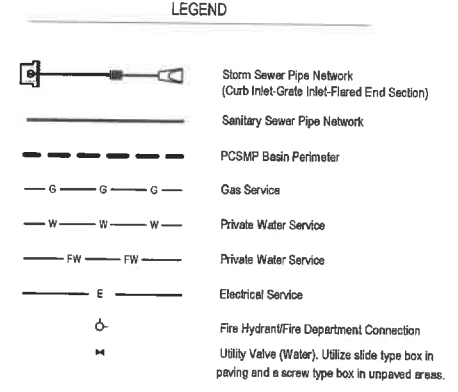 LEGEND
Storm Sewer Pipe Network
(Curb Inlet-Grate Inlet-Flared End Section)
Sanitary Sewer Pipe Network
PCSMP Basin Perimeter
G G G Gas Service
W W W Private Water Service
FW FW Private Water Service
E Electrical Service
Fire Hydrant/Fire Department Connection
Utility Valve (Water). Utilize slide type box in
paving and a screw type box in unpaved areas.